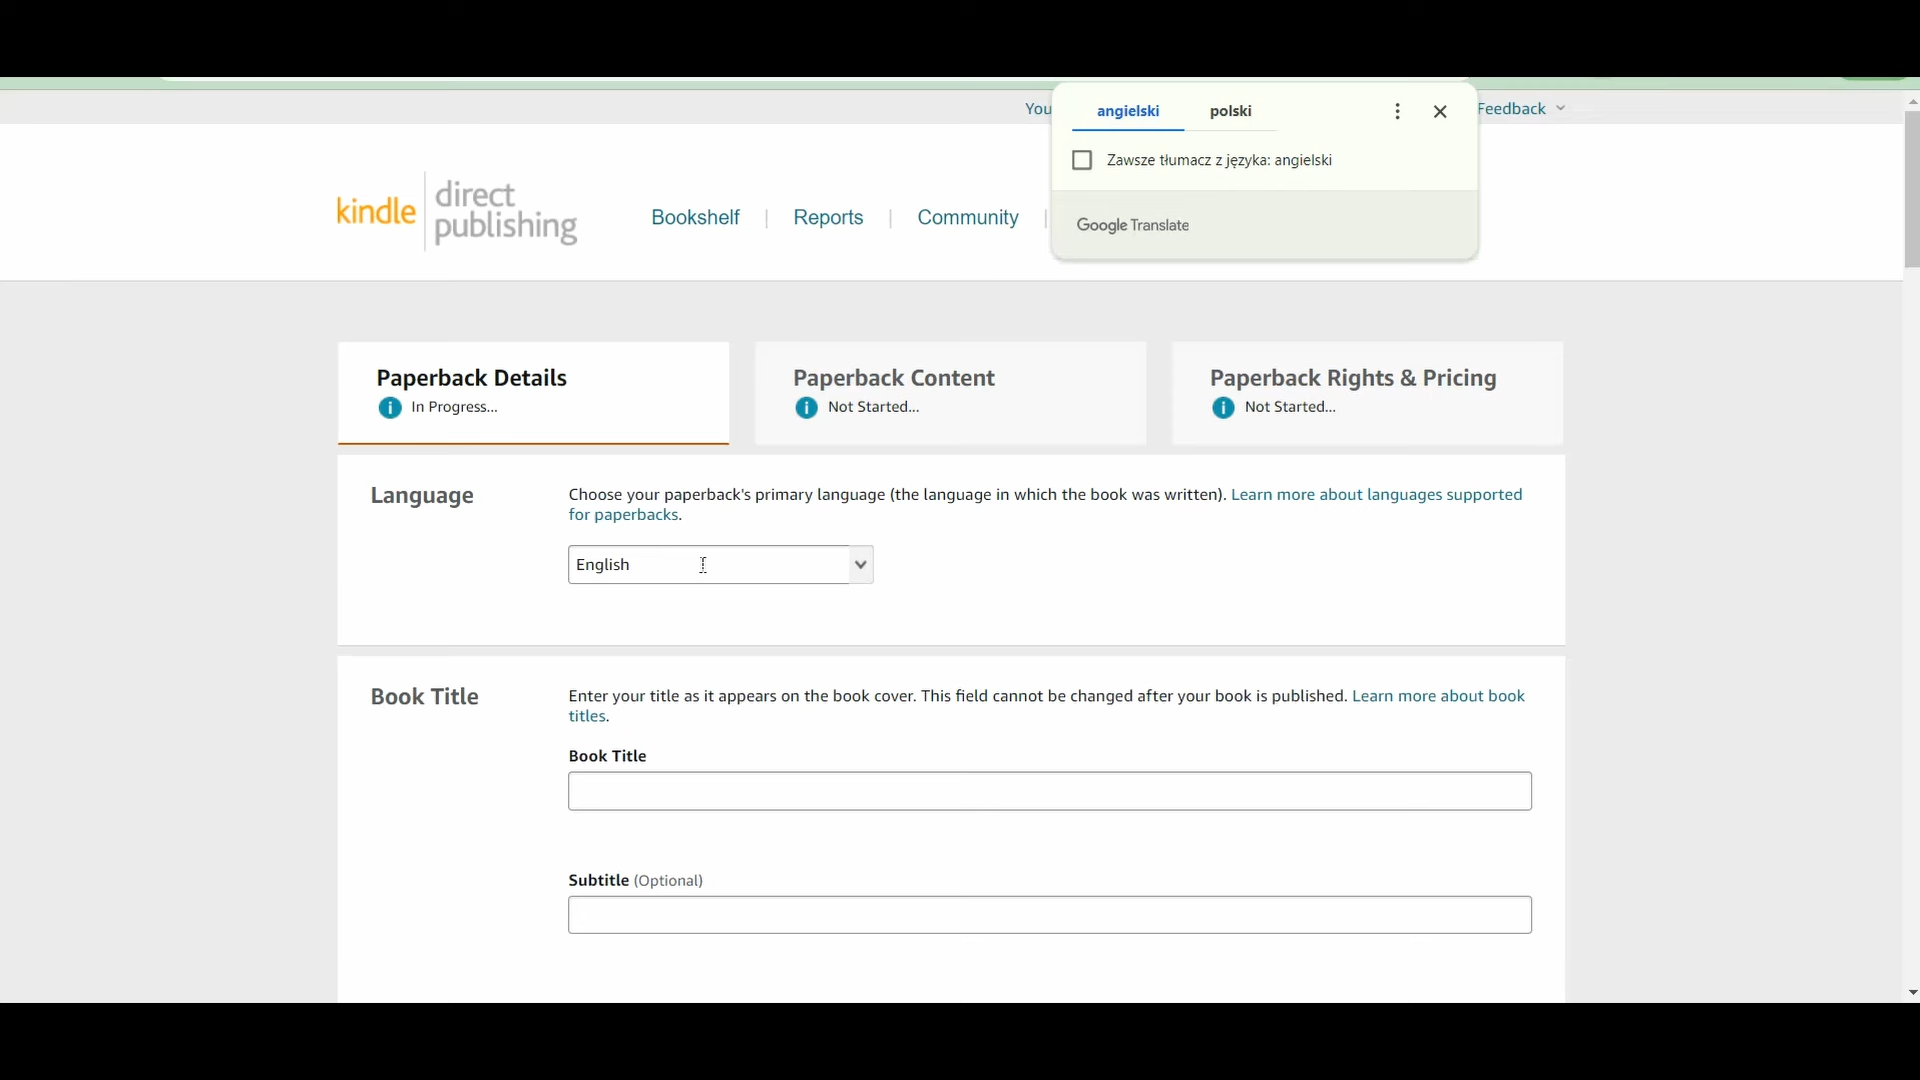 You
angielski polski
Feedback
Zawsze tłumacz z języka: angielski
Google Translate
kindle direct publishing
Bookshelf | Reports | Community |
Paperback Details
In Progress...
Paperback Content
Not Started...
Paperback Rights & Pricing
Not Started...
Language
Choose your paperback's primary language (the language in which the book was written). Learn more about languages supported
for paperbacks.
English
Book Title
Enter your title as it appears on the book cover. This field cannot be changed after your book is published. Learn more about book
titles.
Book Title
Subtitle (Optional)